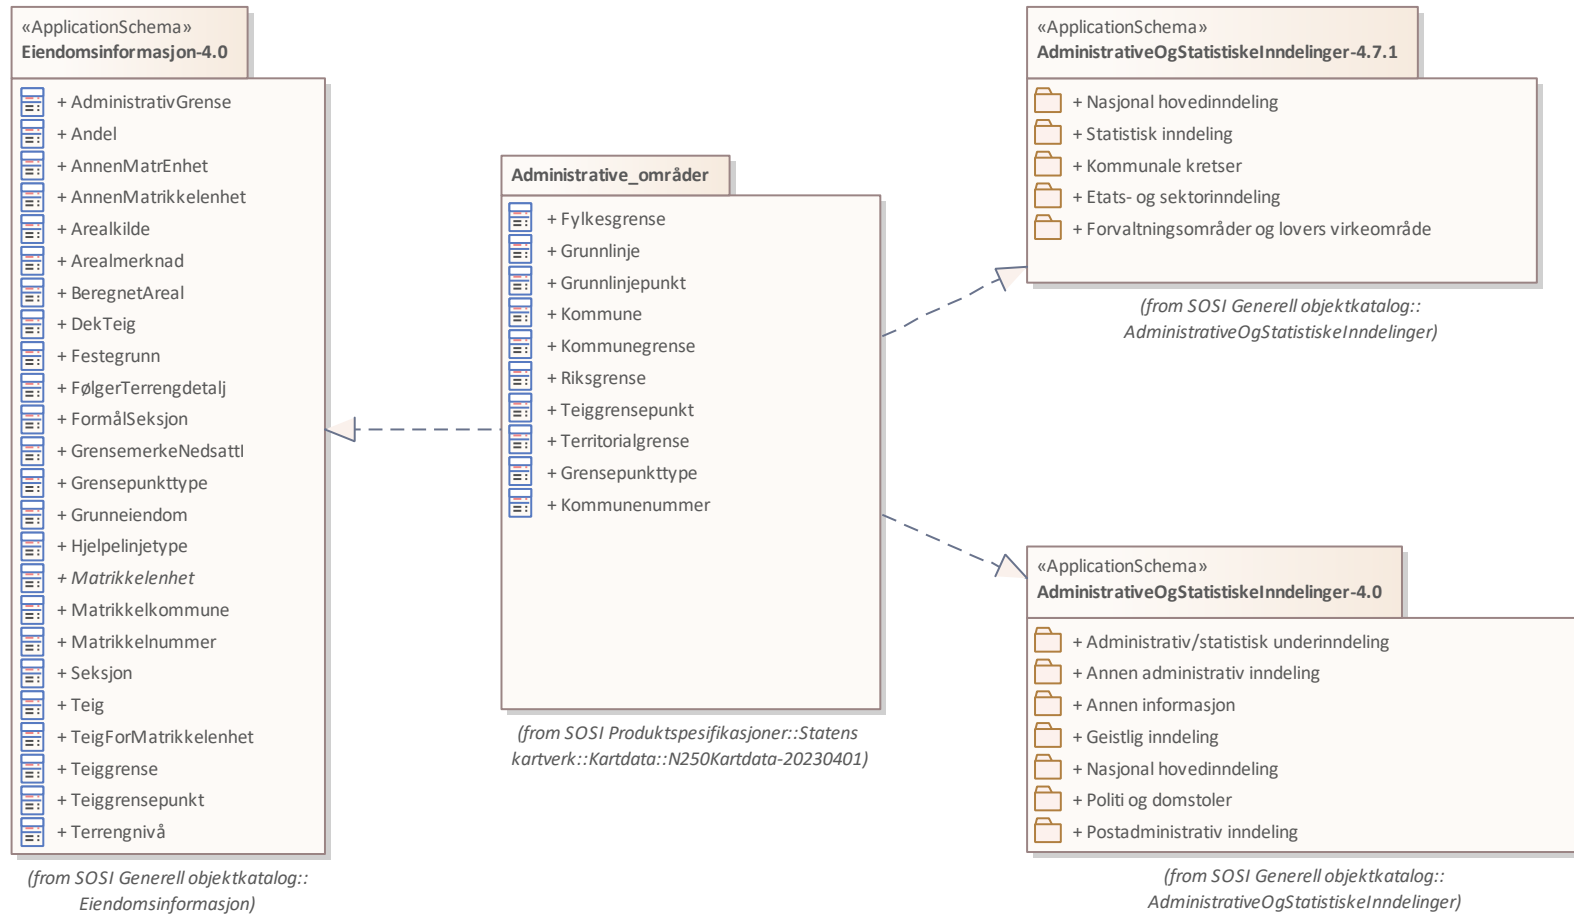 «ApplicationSchema»
Eiendomsinformasjon-4.0
+ AdministrativGrense
+ Andel
+ AnnenMatrEnhet
+ AnnenMatrikkelenhet
+ Arealkilde
+ Arealmerknad
+ BeregnetAreal
+ DekTeig
+ Festegrunn
+ FølgerTerrengdetalj
+ FormålSeksjon
+ GrensemerkeNedsattI
+ Grensepunkttype
+ Grunneiendom
+ Hjelpelinjetype
+ Matrikkelenhet
+ Matrikkelkommune
+ Matrikkelnummer
+ Seksjon
+ Teig
+ TeigForMatrikkelenhet
+ Teiggrense
+ Teiggrensepunkt
+ Terrengnivå
(from SOSI Generell objektkatalog::
Eiendomsinformasjon)
Administrative_områder
+ Fylkesgrense
+ Grunnlinje
+ Grunnlinjepunkt
+ Kommune
+ Kommunegrense
+ Riksgrense
+ Teiggrensepunkt
+ Territorialgrense
+ Grensepunkttype
+ Kommunenummer
(from SOSI Produktspesifikasjoner::Statens
kartverk::Kartdata::N250Kartdata-20230401)
«ApplicationSchema»
AdministrativeOgStatistiskeInndelinger-4.7.1
+ Nasjonal hovedinndeling
+ Statistisk inndeling
+ Kommunale kretser
+ Etats- og sektorinndeling
+ Forvaltningsområder og lovers virkeområde
(from SOSI Generell objektkatalog::
AdministrativeOgStatistiskeInndelinger)
«ApplicationSchema»
AdministrativeOgStatistiskeInndelinger-4.0
+ Administrativ/statistisk underinndeling
+ Annen administrativ inndeling
+ Annen informasjon
+ Geistlig inndeling
+ Nasjonal hovedinndeling
+ Politi og domstoler
+ Postadministrativ inndeling
(from SOSI Generell objektkatalog::
AdministrativeOgStatistiskeInndelinger)